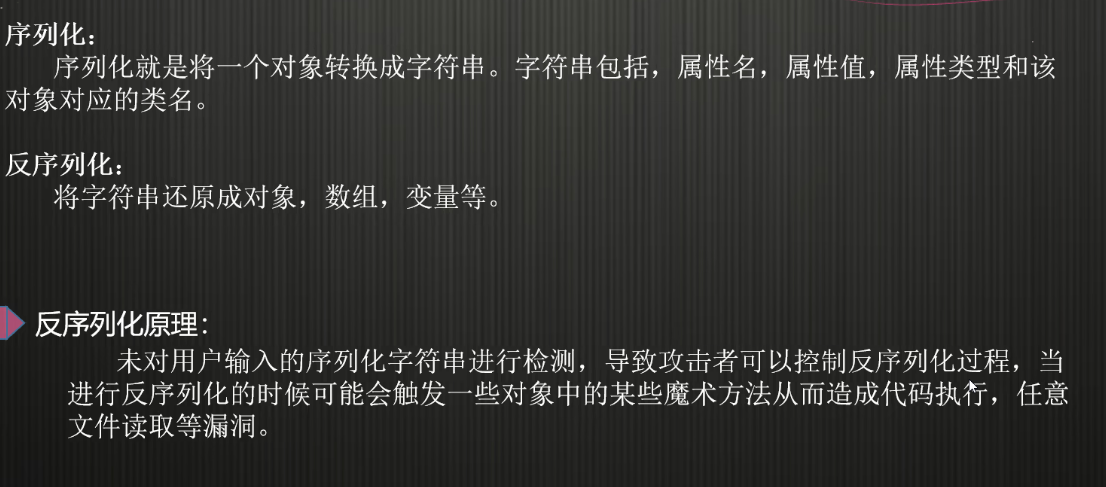 序列化：
序列化就是将一个对象转换成字符串。字符串包括，属性名，属性值，属性类型和该
对象对应的类名。
反序列化：
将字符串还原成对象，数组，变量等。
反序列化原理：
未对用户输入的序列化字符串进行检测，导致攻击者可以控制反序列化过程，当
进行反序列化的时候可能会触发一些对象中的某些魔术方法从而造成代码执行，任意
文件读取等漏洞。